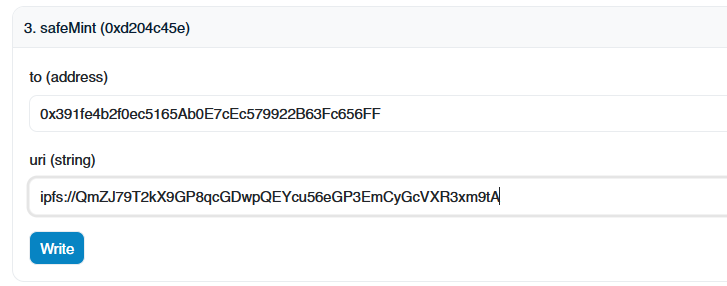 3. safeMint (0xd204c45e)
to (address)
0x391fe4b2f0ec5165Ab0E7cEc579922B63Fc656FF
uri (string)
ipfs://QmZJ79T2kX9GP8qcGDwpQEYcu56eGP3EmCyGcVXR3xm9tA
Write